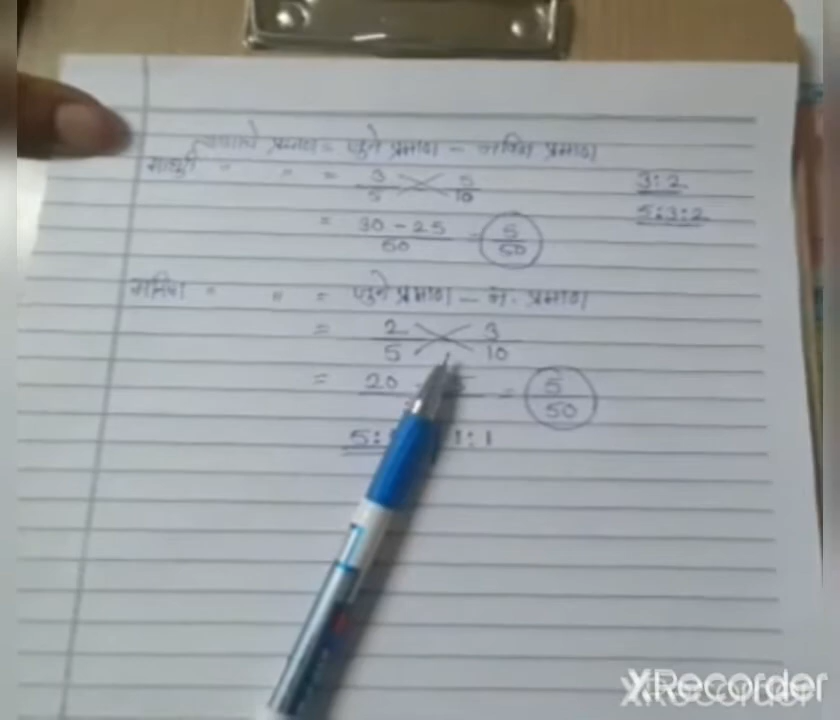 त्यागाचे प्रमाण = जुने प्रमाण - नविन प्रमाण
माधुरी " " = 3/5 × 5/10
3:2
5:3:2
= 30 - 25/50 = 5/50
" " = जुने प्रमाण - न. प्रमाण
= 2/5 × 3/10
= 20 - = 5/50
5: 1:1
XRecorder